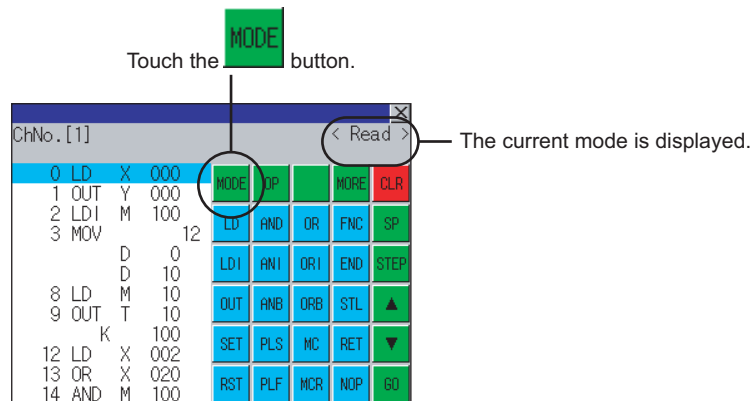 Touch the MODE button.
X
ChNo.[1] < Read >
The current mode is displayed.
0 LD X 000
1 OUT Y 000
2 LDI M 100
3 MOV 12
D 0
D 10
8 LD M 10
9 OUT T 10
K 100
12 LD X 002
13 OR X 020
14 AND M 100
MODE OP MORE CLR
LD AND OR FNC SP
LDI ANI ORI END STEP
OUT ANB ORB STL ▲
SET PLS MC RET ▼
RST PLF MCR NOP GO